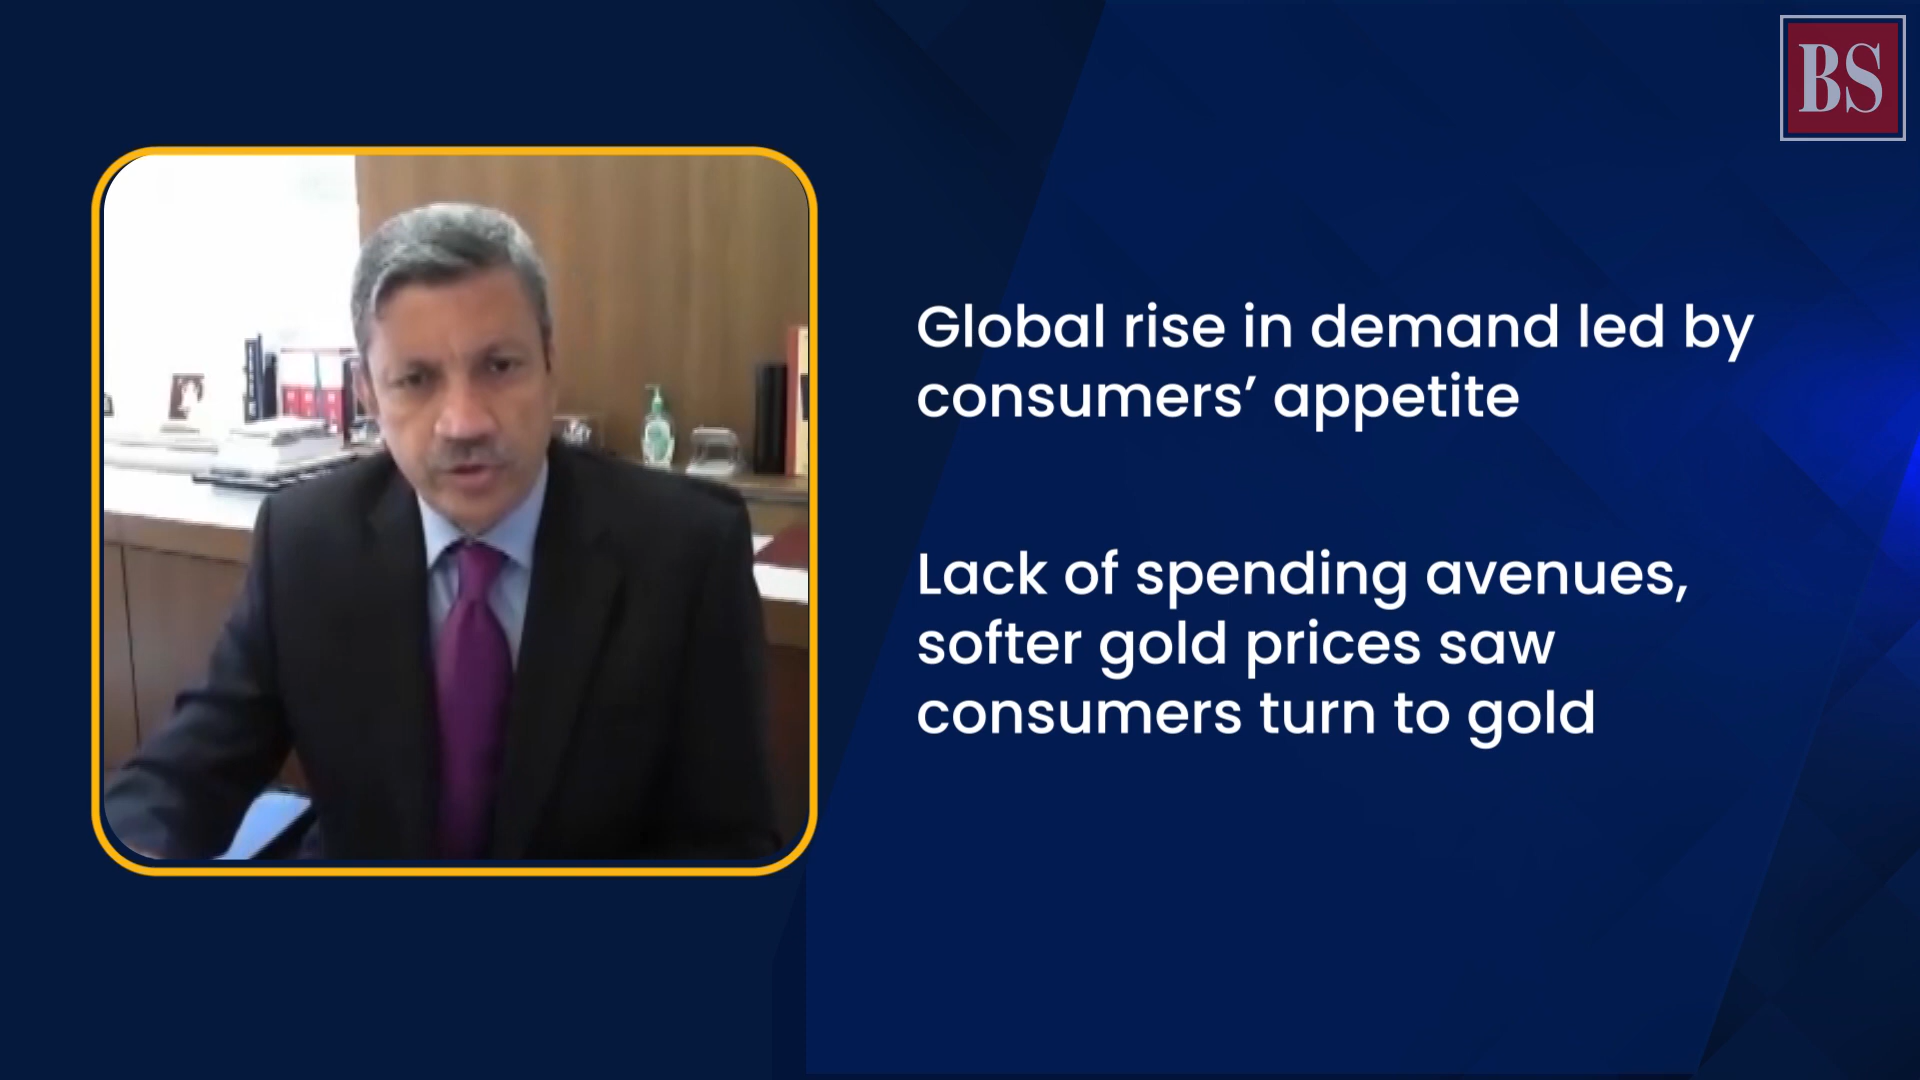 BS
Global rise in demand led by
consumers’ appetite
Lack of spending avenues,
softer gold prices saw
consumers turn to gold